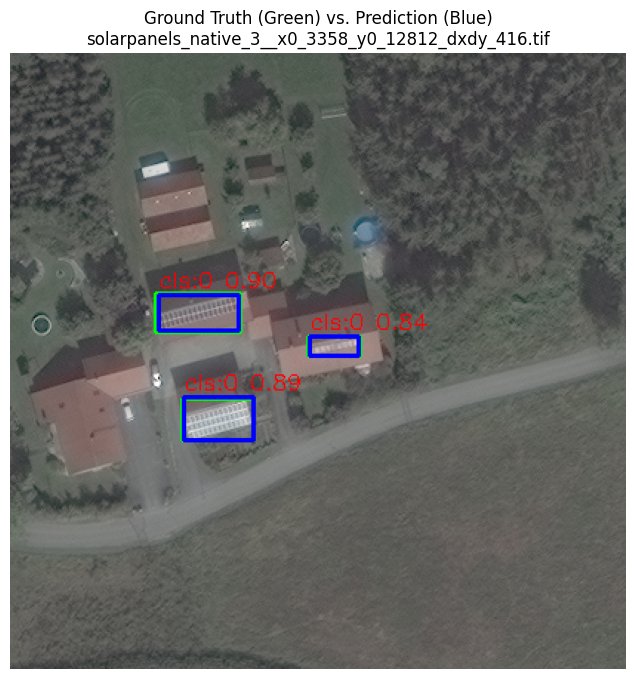 Ground Truth (Green) vs. Prediction (Blue)
solarpanels_native_3__x0_3358_y0_12812_dxdy_416.tif
cls:0 0.90
cls:0 0.84
cls:0 0.89